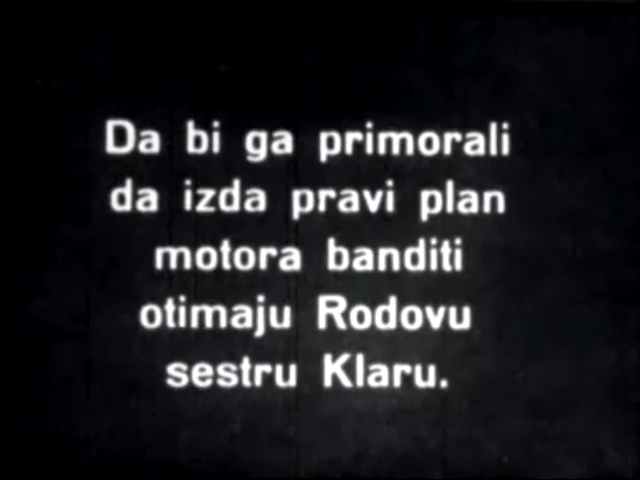 Da bi ga primorali
da izda pravi plan
motora banditi
otimaju Rodovu
sestru Klaru.